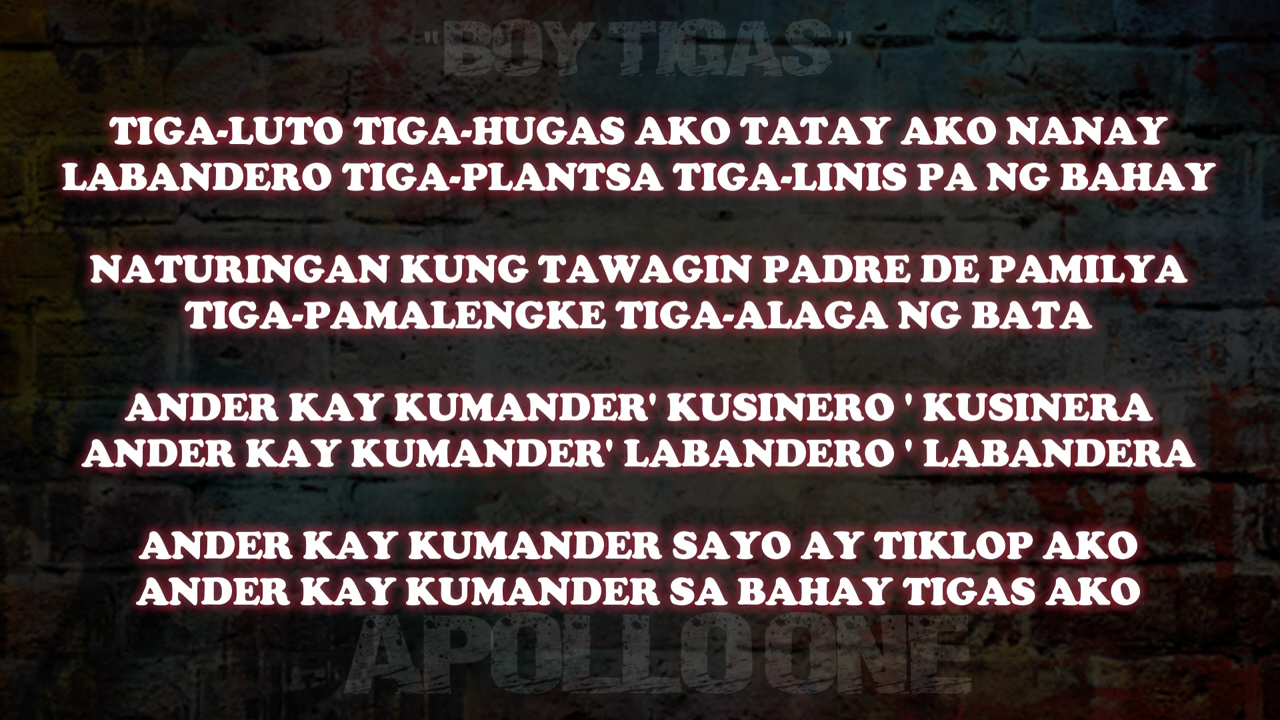 "BOY TIGAS"
TIGA-LUTO TIGA-HUGAS AKO TATAY AKO NANAY
LABANDERO TIGA-PLANTSA TIGA-LINIS PA NG BAHAY
NATURINGAN KUNG TAWAGIN PADRE DE PAMILYA
TIGA-PAMALENGKE TIGA-ALAGA NG BATA
ANDER KAY KUMANDER' KUSINERO ' KUSINERA
ANDER KAY KUMANDER' LABANDERO ' LABANDERA
ANDER KAY KUMANDER SAYO AY TIKLOP AKO
ANDER KAY KUMANDER SA BAHAY TIGAS AKO
APOLLO ONE